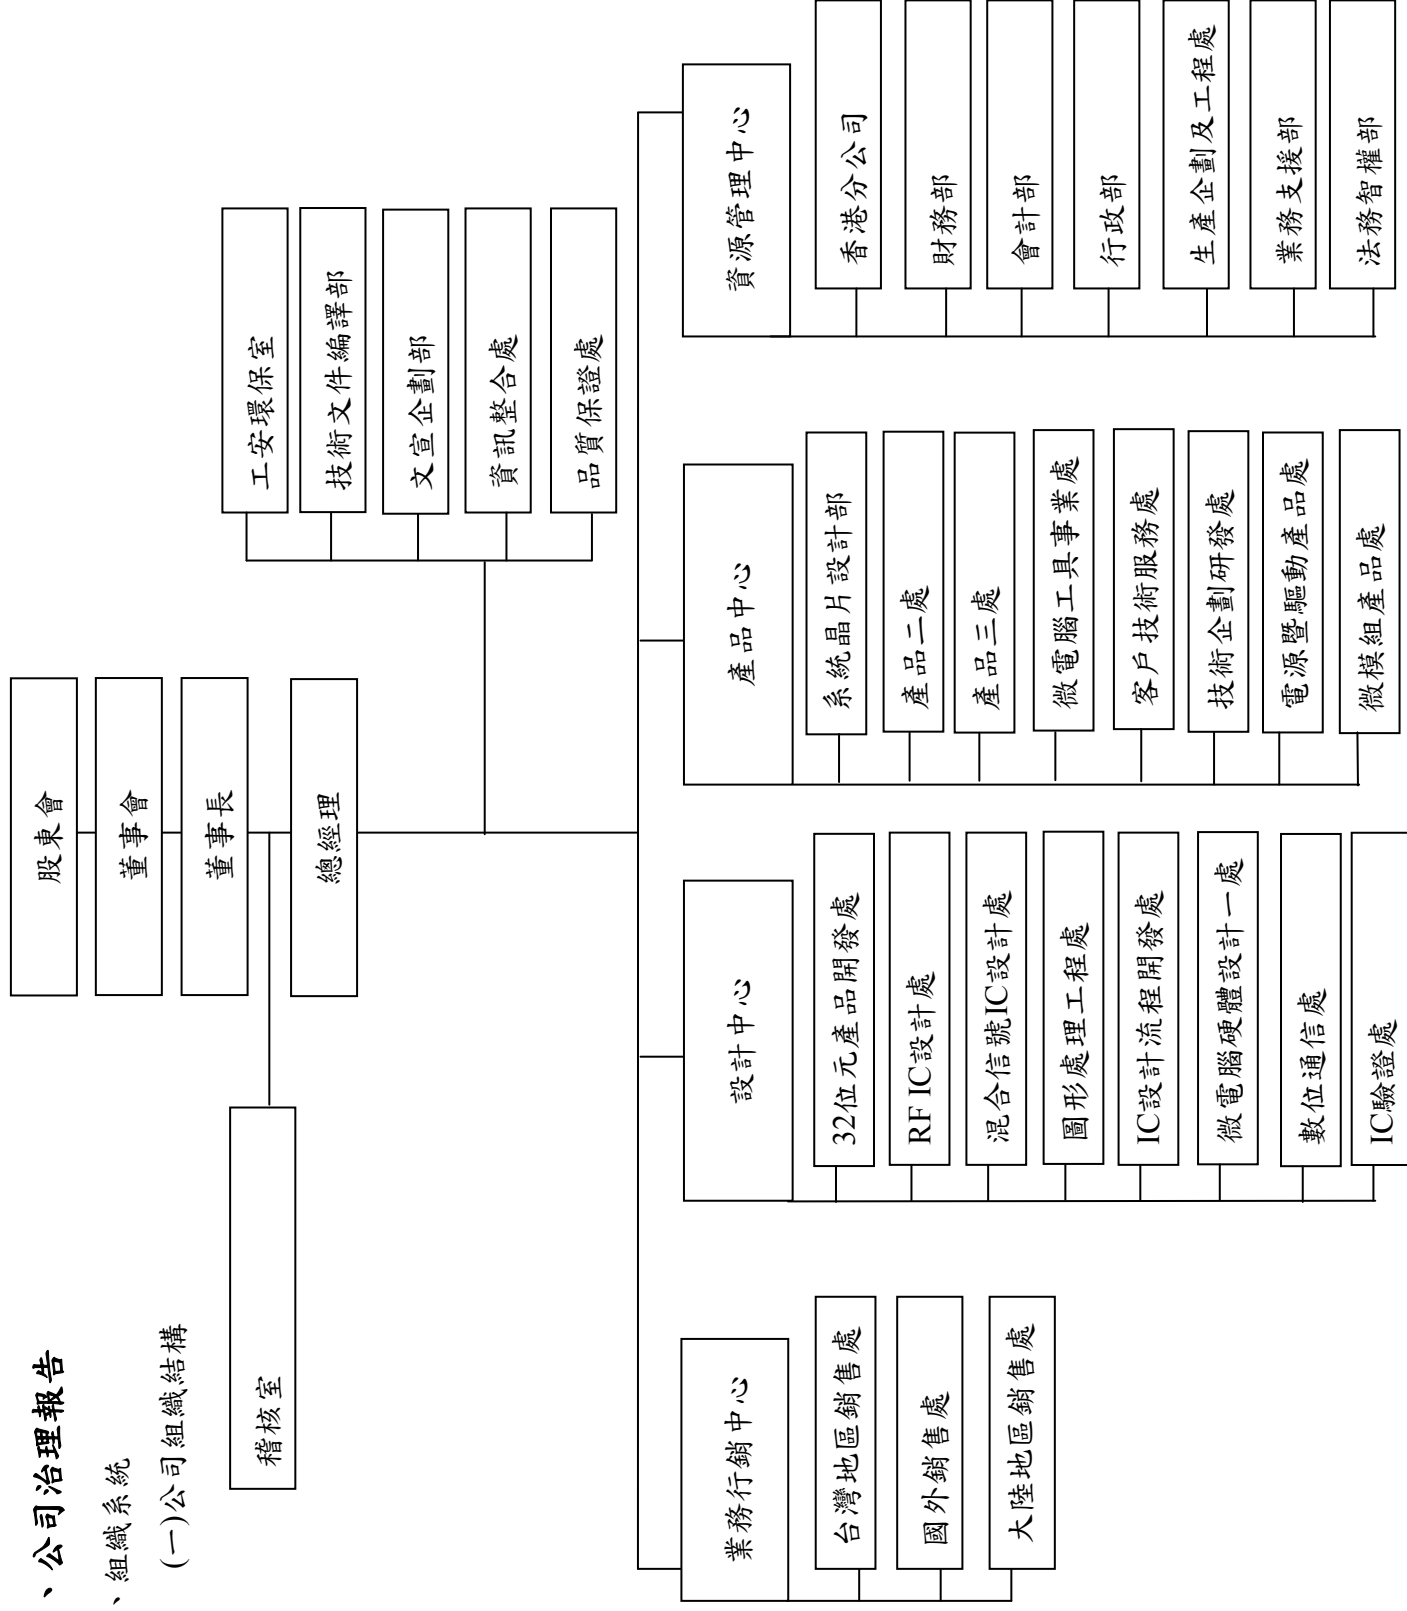 、公司治理報告
、組織系統
(一)公司組織結構
股東會
董事會
董事長
稽核室
總經理
工安環保室
技術文件編譯部
文宣企劃部
資訊整合處
品質保證處
業務行銷中心
台灣地區銷售處
國外銷售處
大陸地區銷售處
設計中心
32位元產品開發處
RF IC設計處
混合信號IC設計處
圖形處理工程處
IC設計流程開發處
微電腦硬體設計一處
數位通信處
IC驗證處
產品中心
系統晶片設計部
產品二處
產品三處
微電腦工具事業處
客戶技術服務處
技術企劃研發處
電源暨驅動產品處
微模組產品處
資源管理中心
香港分公司
財務部
會計部
行政部
生產企劃及工程處
業務支援部
法務智權部